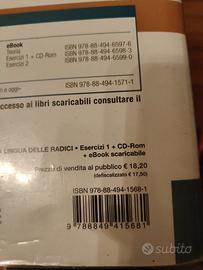 eBook
Teoria ISBN 978-88-494-6597-6
Esercizi 1 + CD-Rom ISBN 978-88-494-6598-3
Esercizi 2 ISBN 978-88-494-6599-0
e oggi»
ISBN 978-88-494-1571-1
ccesso ai libri scaricabili consultare il
LINGUA DELLE RADICI • Esercizi 1 + CD-Rom
+ eBook scaricabile
Prezzo di vendita al pubblico € 18,20
(defiscalizzato € 17,50)
ISBN 978-88-494-1568-1
9 788849 415681
subito